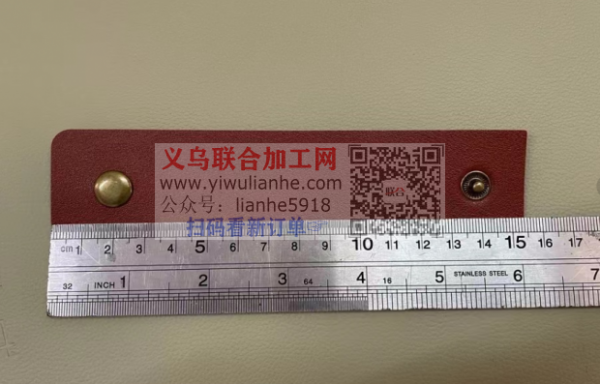 义乌联合加工网
www.yiwulianhe.com
公众号：lianhe5918
扫码看新订单
联合
cm 1 2 3 4 5 6 7 8 9 10 11 12 13 14 15 16 17
32 INCH 1 2 3 64 4 16 5 STAINLESS STEEL 6 7